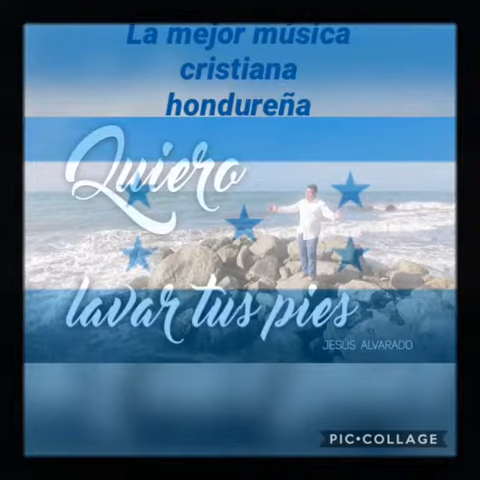 La mejor música
cristiana
hondureña
Quiero
lavar tus pies
JESÚS ALVARADO
PIC•COLLAGE